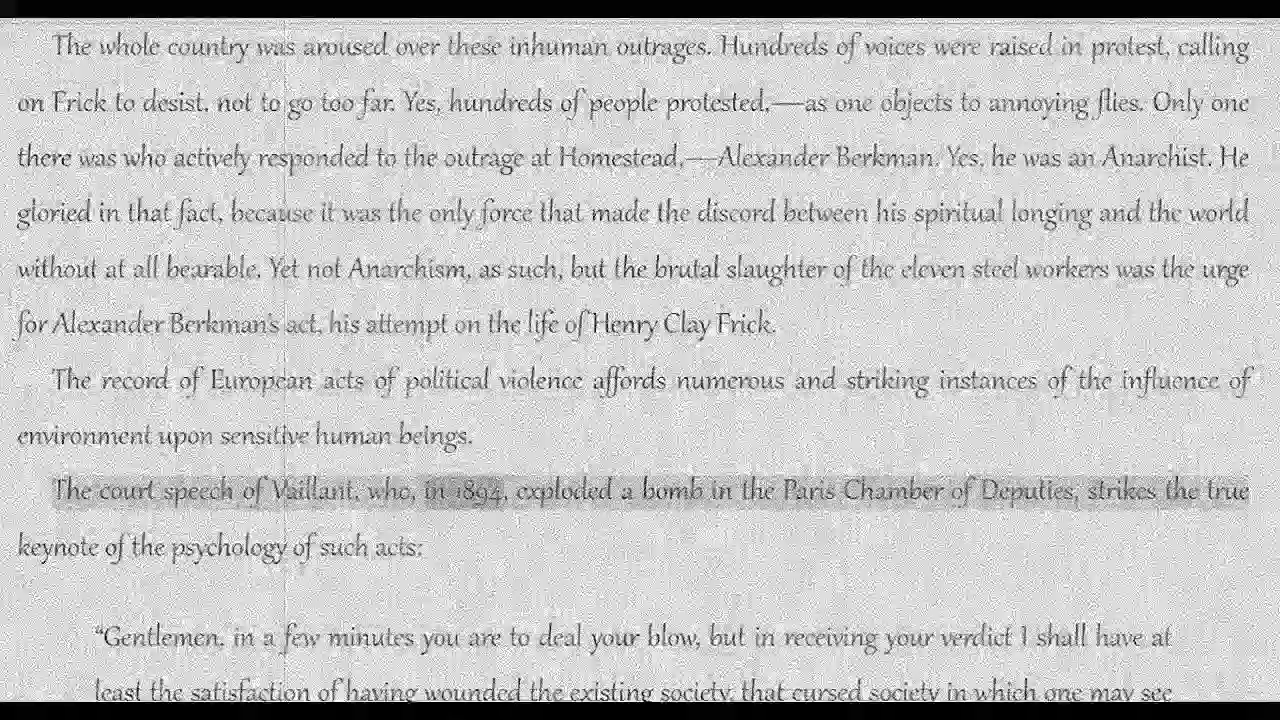 The whole country was aroused over these inhuman outrages. Hundreds of voices were raised in protest, calling
on Frick to desist, not to go too far. Yes, hundreds of people protested,—as one objects to annoying flies. Only one
there was who actively responded to the outrage at Homestead,—Alexander Berkman. Yes, he was an Anarchist. He
gloried in that fact, because it was the only force that made the discord between his spiritual longing and the world
without at all bearable. Yet not Anarchism, as such, but the brutal slaughter of the eleven steel workers was the urge
for Alexander Berkman's act, his attempt on the life of Henry Clay Frick.
The record of European acts of political violence affords numerous and striking instances of the influence of
environment upon sensitive human beings.
The court speech of Vaillant, who, in 1894, exploded a bomb in the Paris Chamber of Deputies, strikes the true
keynote of the psychology of such acts:
“Gentlemen, in a few minutes you are to deal your blow, but in receiving your verdict I shall have at
least the satisfaction of having wounded the existing society, that cursed society in which one may see